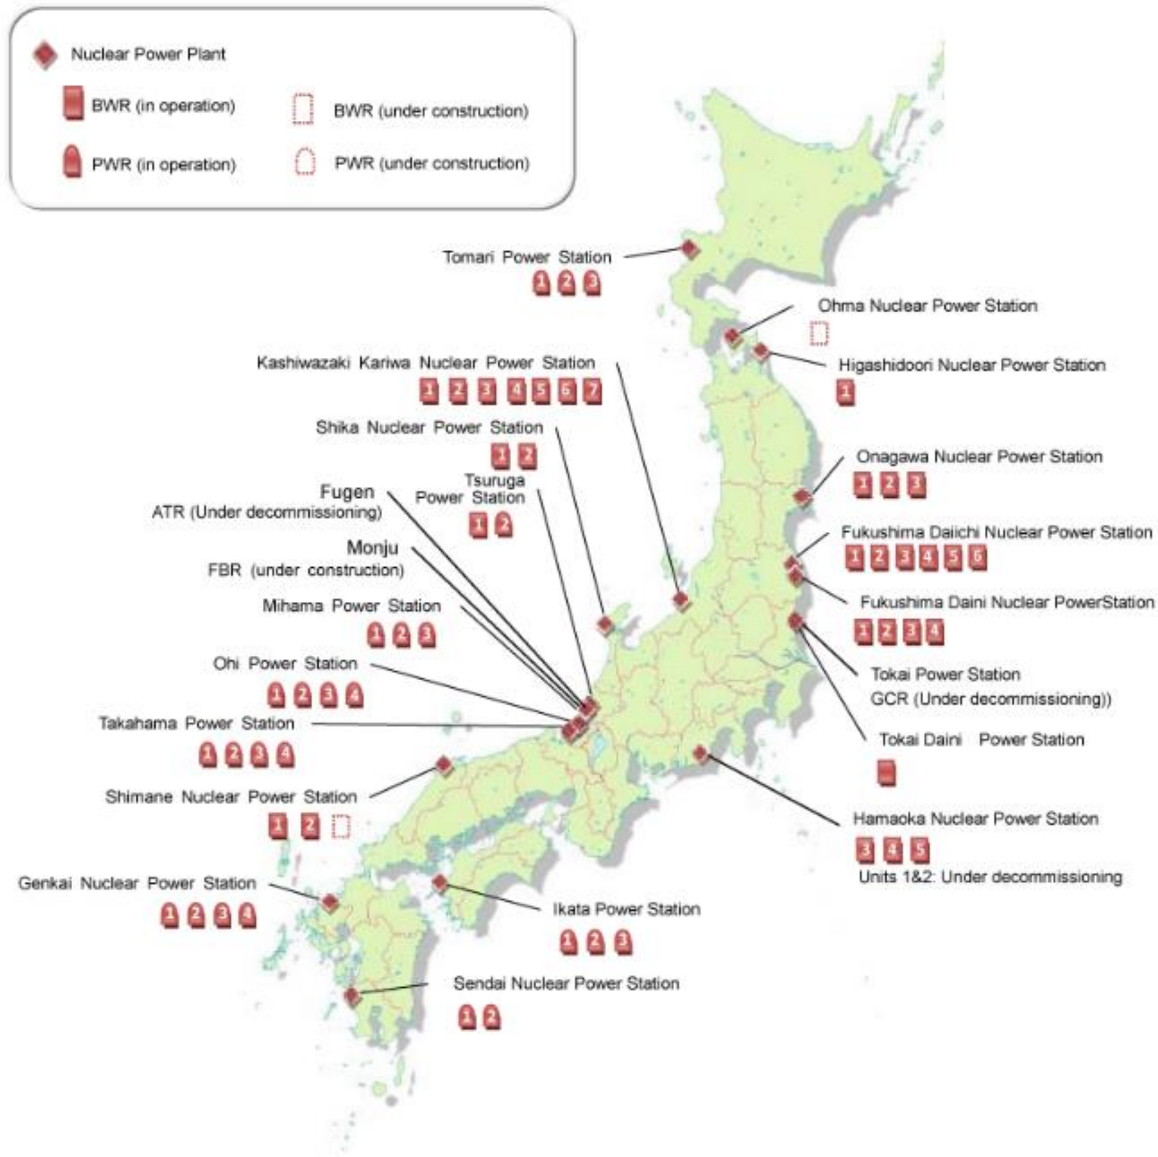 Nuclear Power Plant
BWR (in operation)
BWR (under construction)
PWR (in operation)
PWR (under construction)
Tomari Power Station
1 2 3
Ohma Nuclear Power Station
Higashidoori Nuclear Power Station
1
Kashiwazaki Kariwa Nuclear Power Station
1 2 3 4 5 6 7
Shika Nuclear Power Station
1 2
Tsuruga
Power Station
1 2
Onagawa Nuclear Power Station
1 2 3
Fugen
ATR (Under decommissioning)
Fukushima Daiichi Nuclear Power Station
1 2 3 4 5 6
Monju
FBR (under construction)
Fukushima Daini Nuclear PowerStation
1 2 3 4
Mihama Power Station
1 2 3
Ohi Power Station
1 2 3 4
Tokai Power Station
GCR (Under decommissioning))
Takahama Power Station
1 2 3 4
Tokai Daini Power Station
Shimane Nuclear Power Station
1 2
Hamaoka Nuclear Power Station
3 4 5
Units 1&2: Under decommissioning
Genkai Nuclear Power Station
1 2 3 4
Ikata Power Station
1 2 3
Sendai Nuclear Power Station
1 2